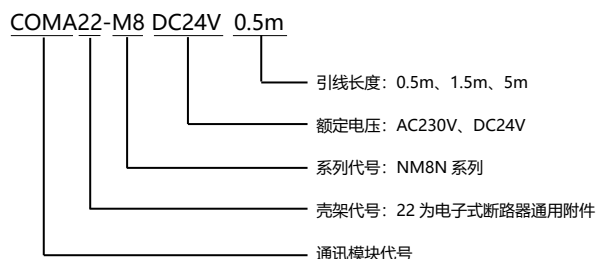 COMA22-M8 DC24V 0.5m
引线长度：0.5m、1.5m、5m
额定电压：AC230V、DC24V
系列代号：NM8N 系列
壳架代号：22 为电子式断路器通用附件
通讯模块代号